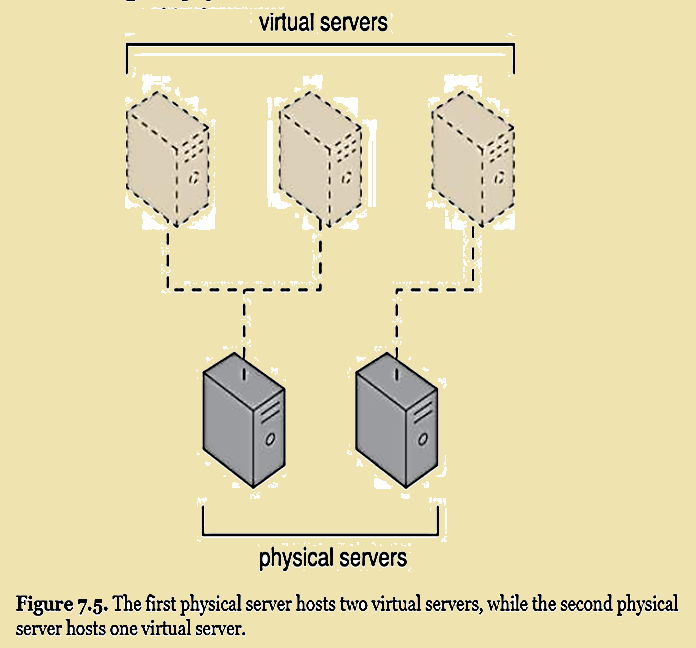 virtual servers
physical servers
Figure 7.5. The first physical server hosts two virtual servers, while the second physical
server hosts one virtual server.